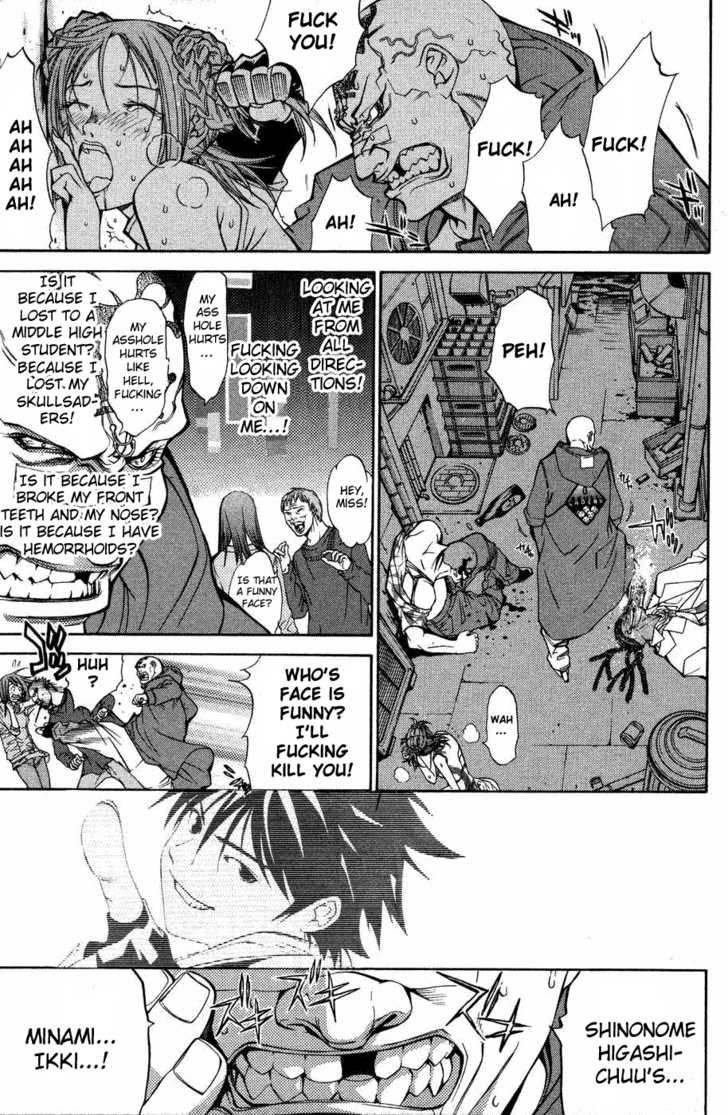 FUCK
YOU!
FUCK!
FUCK!
AH!
AH!
AH
AH
AH
AH
AH!
PEH!
WAH
...
LOOKING
AT ME
FROM
ALL
DIREC-
TIONS!
FUCKING
LOOKING
DOWN
ON
ME...!
MY
ASS
HOLE
HURTS
...
MY
ASSHOLE
HURTS
LIKE
HELL,
FUCKING
...
IS IT
BECAUSE I
LOST TO A
MIDDLE HIGH
STUDENT?
BECAUSE I
LOST MY
SKULLSAD-
ERS!
IS IT BECAUSE I
BROKE MY FRONT
TEETH AND MY NOSE?
IS IT BECAUSE I HAVE
HEMORRHOIDS?
HEY,
MISS!
IS THAT
A FUNNY
FACE?
WHO'S
FACE IS
FUNNY?
I'LL
FUCKING
KILL YOU!
HUH
?
SHINONOME
HIGASHI-
CHUU'S...
MINAMI...
IKKI...!